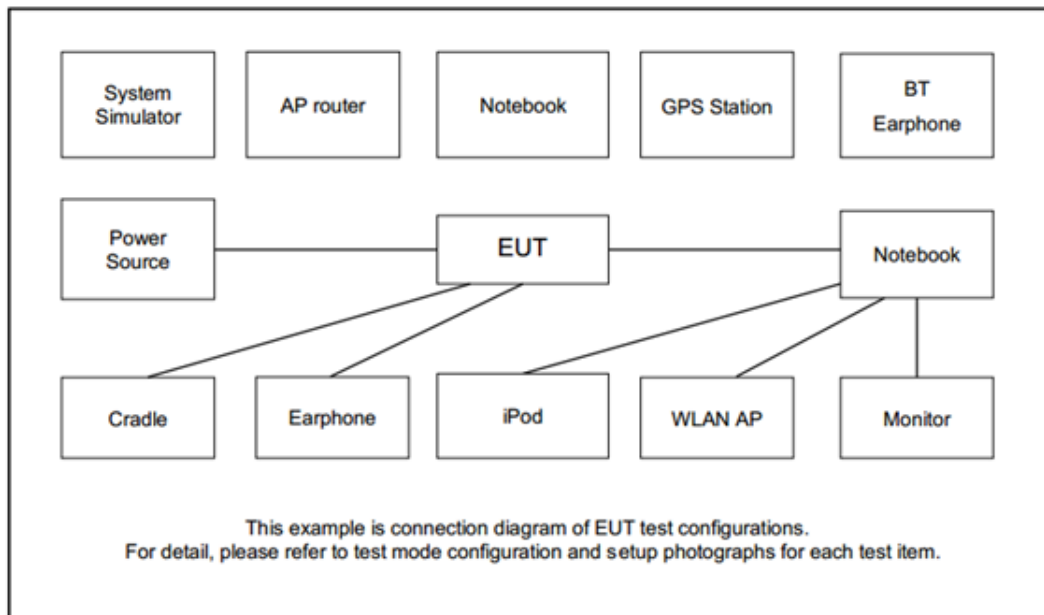 System
Simulator
AP router
Notebook
GPS Station
BT
Earphone
Power
Source
EUT
Notebook
Cradle
Earphone
iPod
WLAN AP
Monitor
This example is connection diagram of EUT test configurations.
For detail, please refer to test mode configuration and setup photographs for each test item.